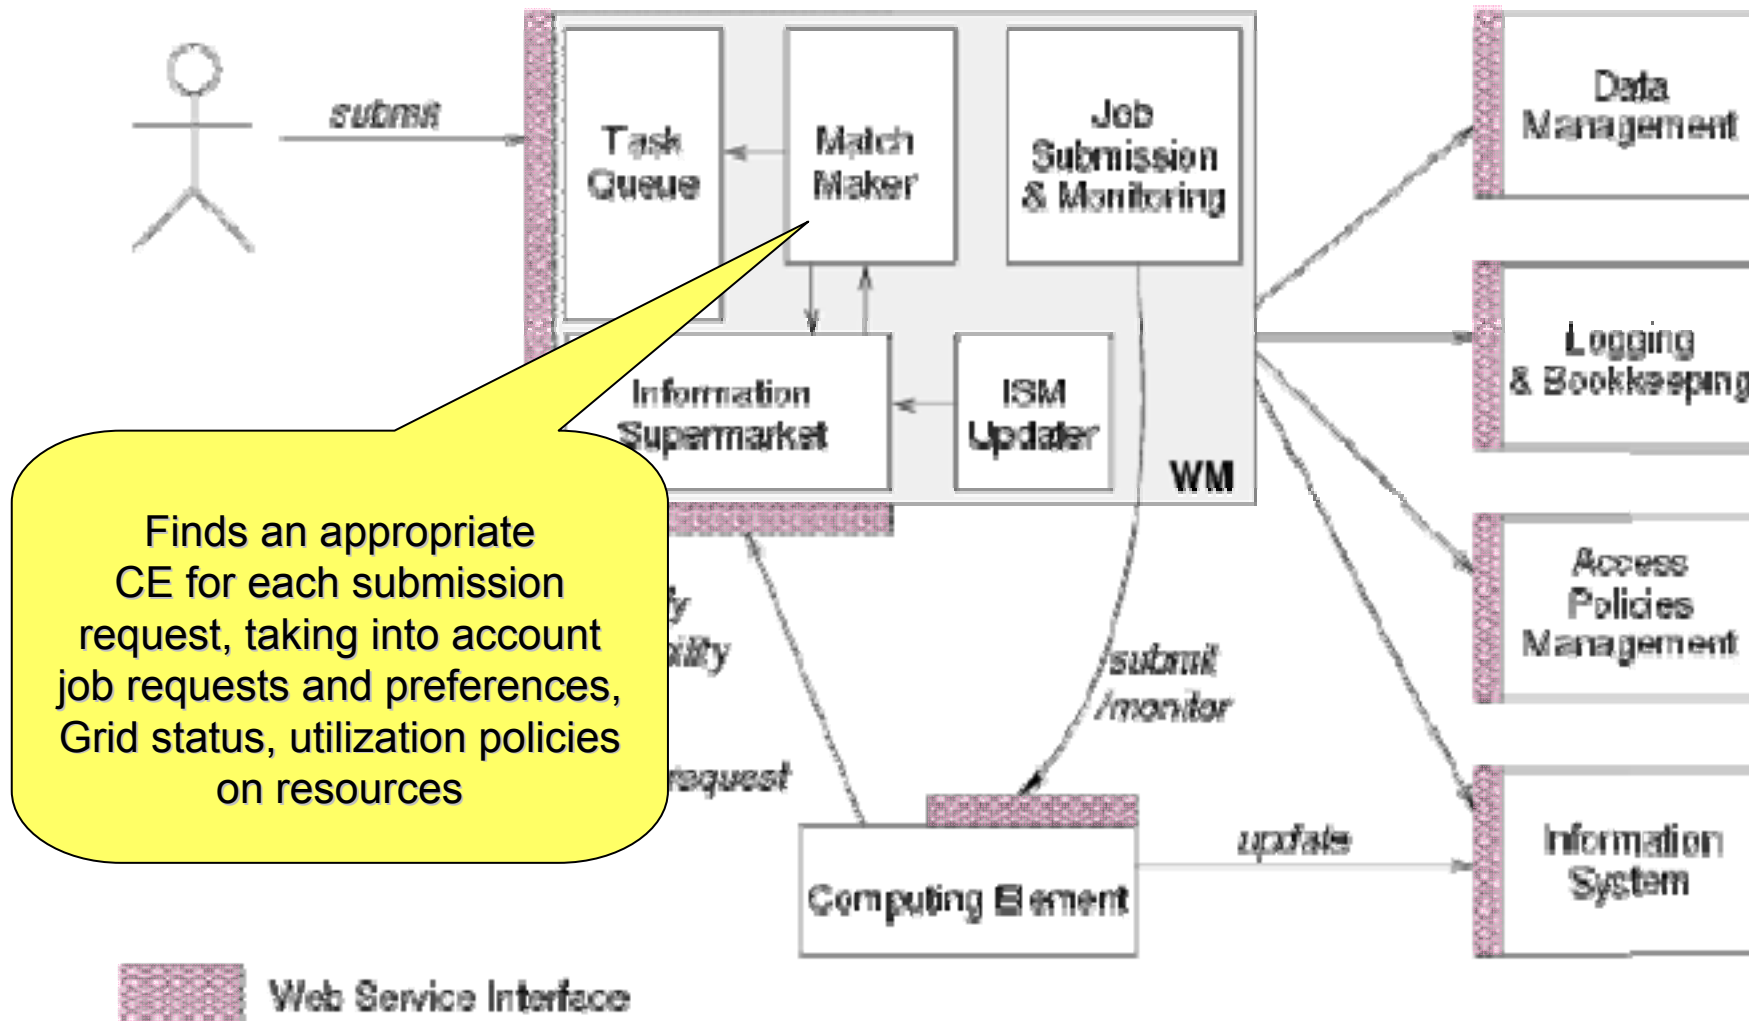 submit
Task
Queue
Match
Maker
Job
Submission
& Monitoring
Data
Management
Information
Supermarket
ISM
Updater
WM
Logging
& Bookkeeping
Finds an appropriate
CE for each submission
request, taking into account
job requests and preferences,
Grid status, utilization policies
on resources
submit
/monitor
request
Access
Policies
Management
Computing Element
update
Information
System
Web Service Interface